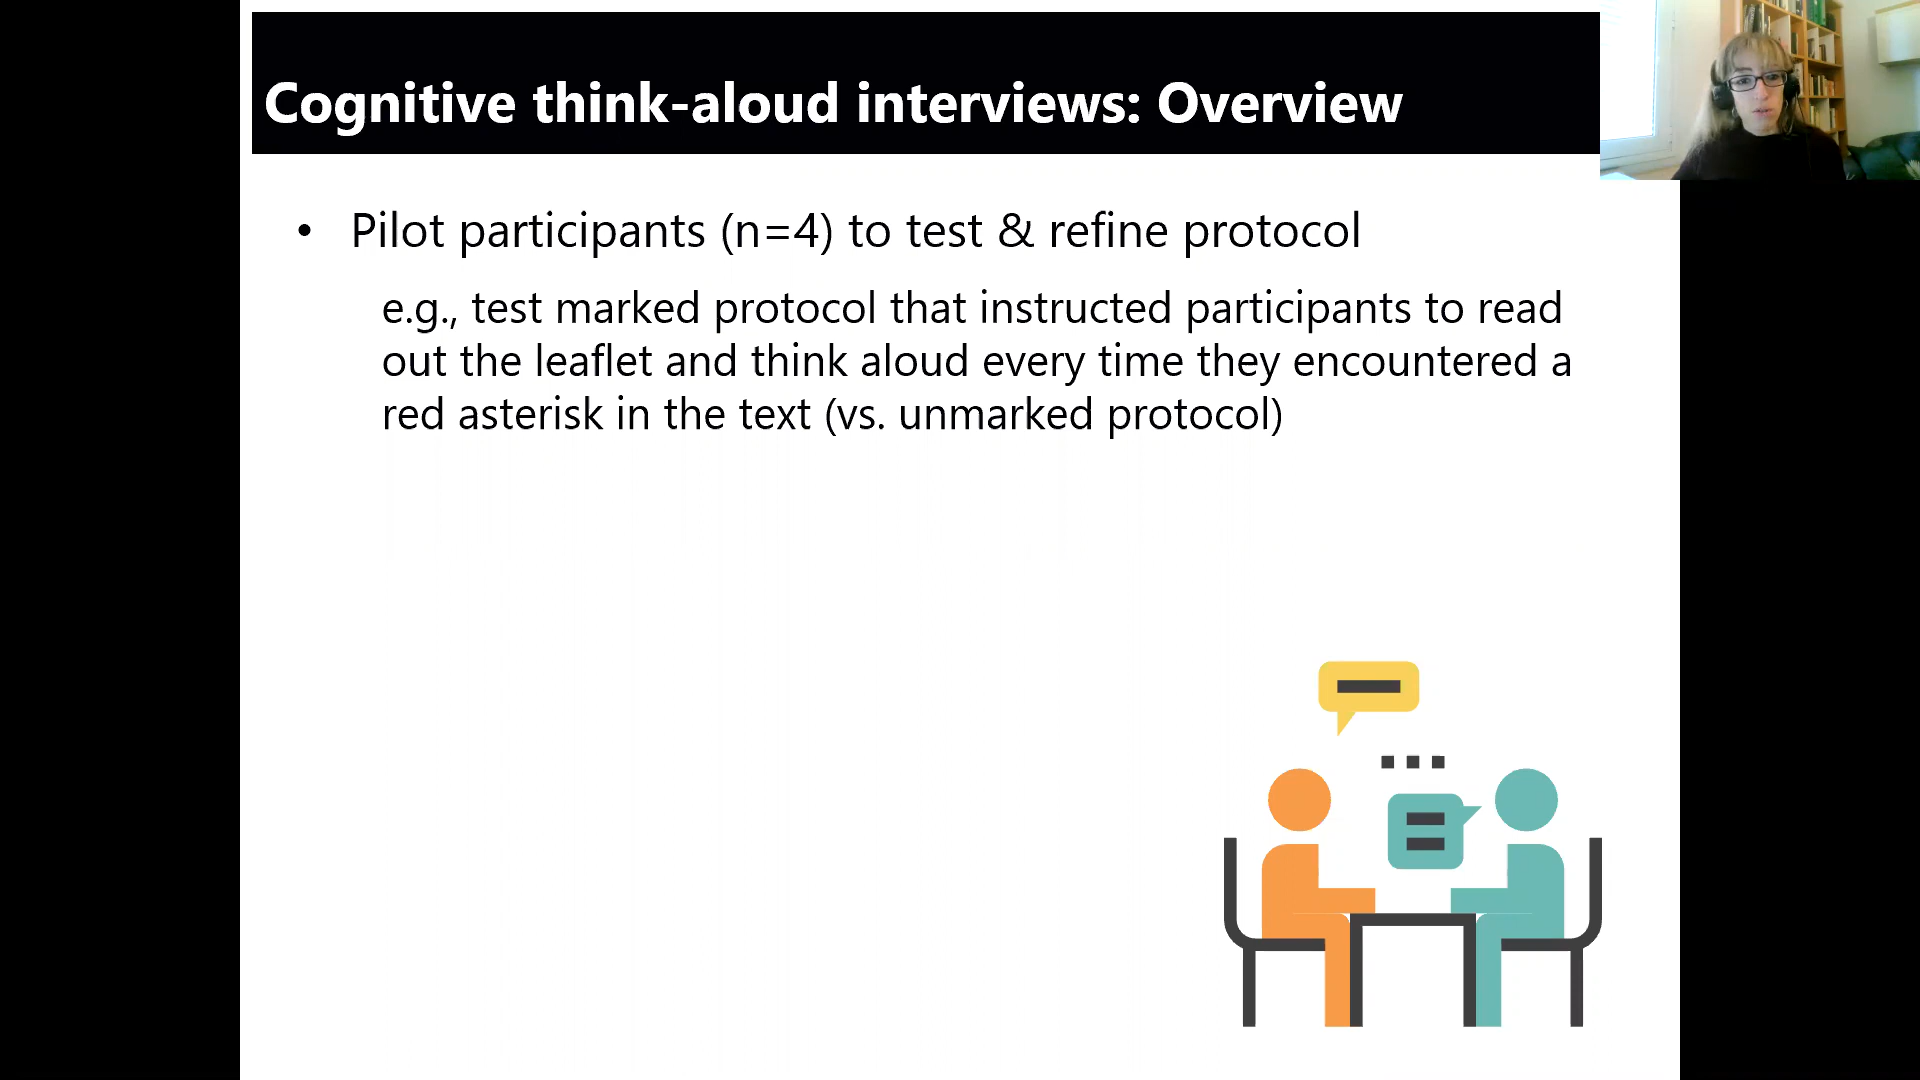 Cognitive think-aloud interviews: Overview
• Pilot participants (n=4) to test & refine protocol
e.g., test marked protocol that instructed participants to read
out the leaflet and think aloud every time they encountered a
red asterisk in the text (vs. unmarked protocol)